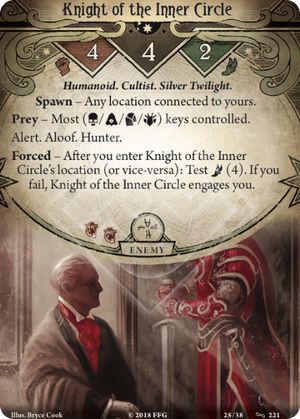 Knight of the Inner Circle
4 4 2
Humanoid. Cultist. Silver Twilight.
Spawn – Any location connected to yours.
Prey – Most (/ / / ) keys controlled.
Alert. Aloof. Hunter.
Forced – After you enter Knight of the Inner
Circle's location (or vice-versa): Test (4). If you
fail, Knight of the Inner Circle engages you.
ENEMY
Illus. Bryce Cook
© 2018 FFG
25/38
221